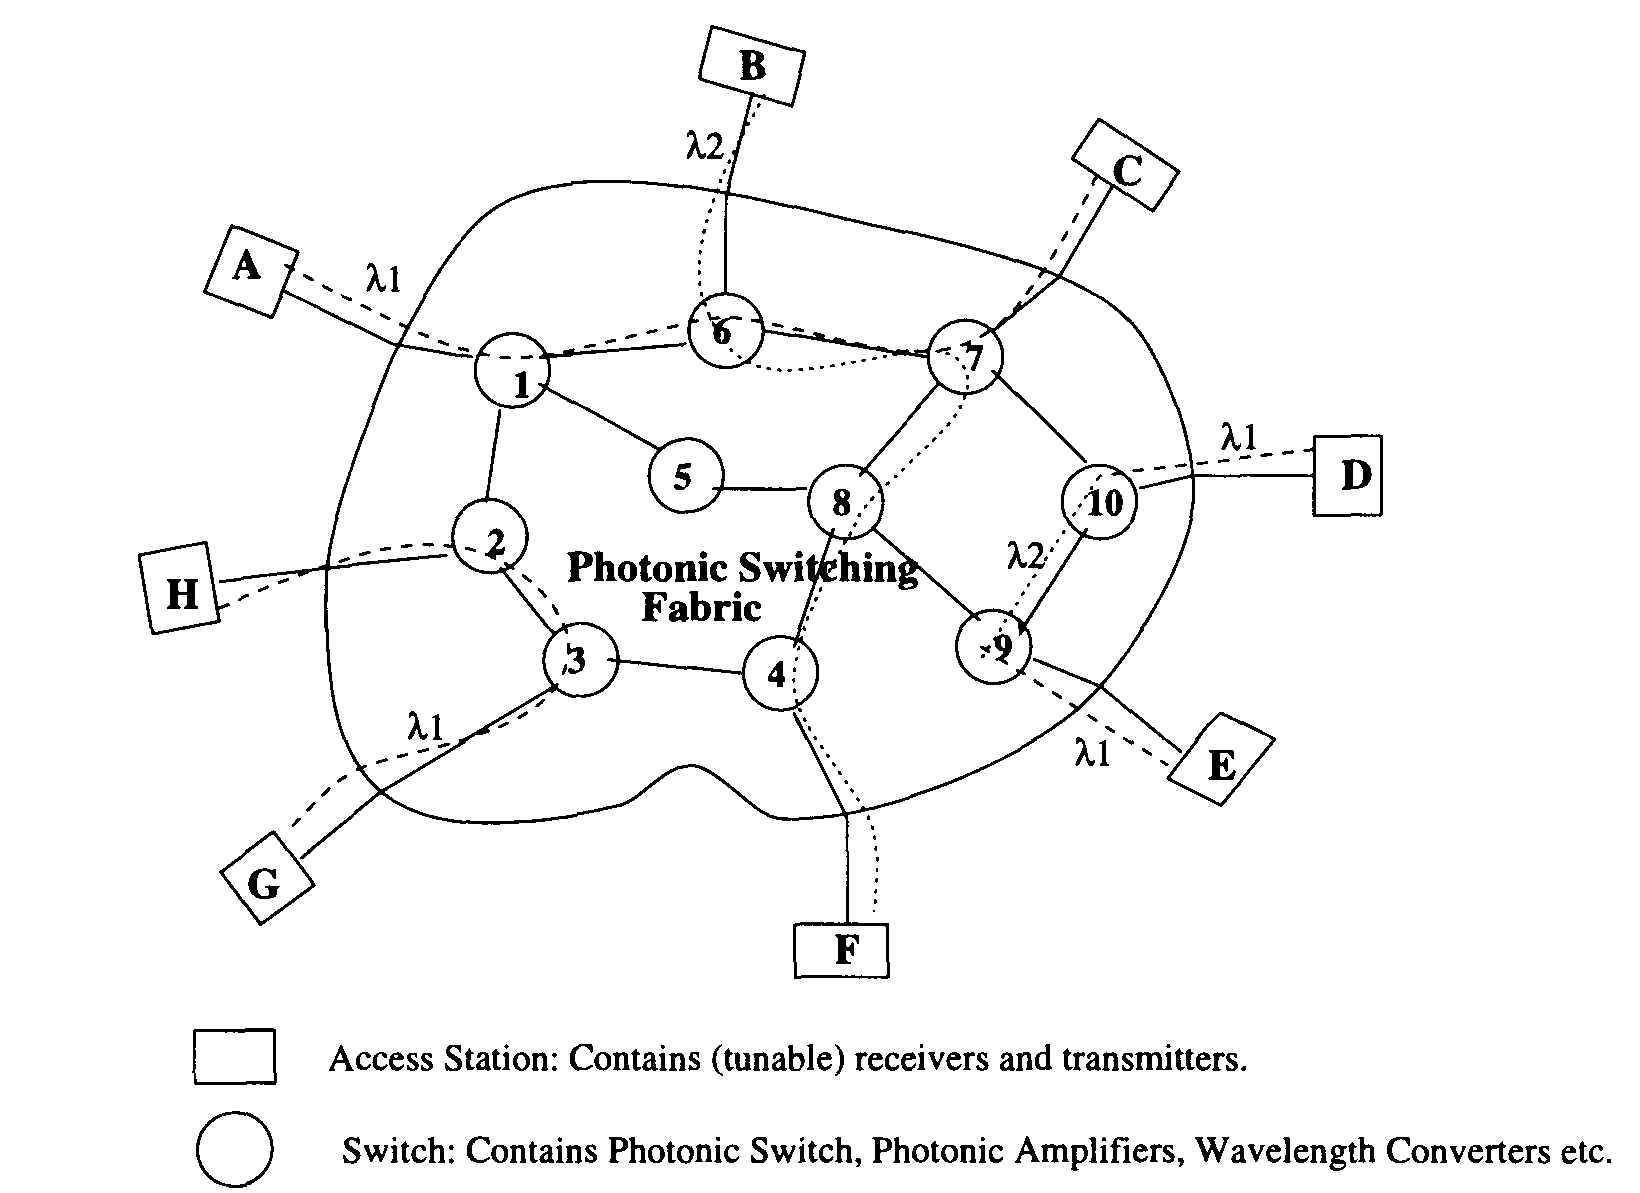 B
λ2
C
A
λ1
6
7
1
λ1
D
5
8
10
2
λ2
Photonic Switching
Fabric
H
9
3
4
λ1
λ1
E
G
F
Access Station: Contains (tunable) receivers and transmitters.
Switch: Contains Photonic Switch, Photonic Amplifiers, Wavelength Converters etc.